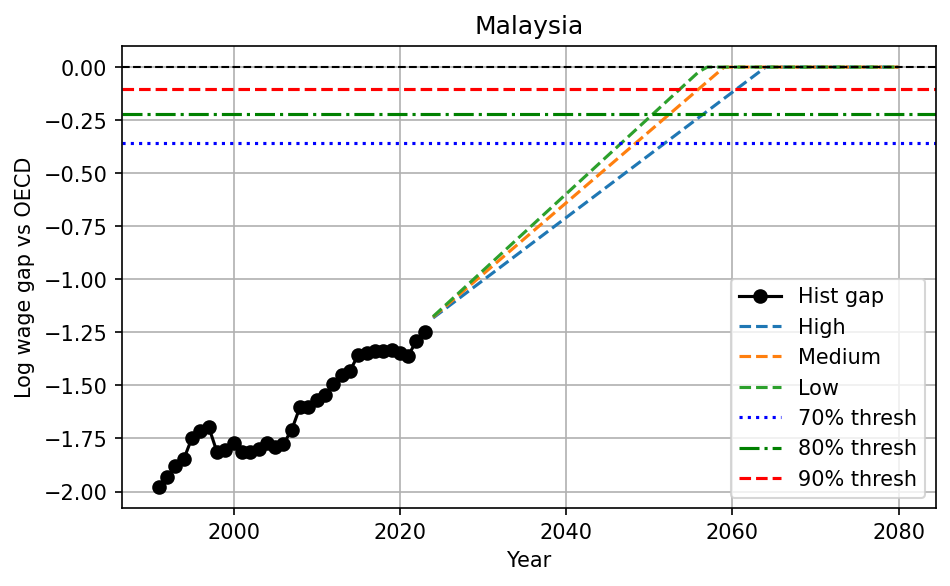 Malaysia
Log wage gap vs OECD
0.00
−0.25
−0.50
−0.75
−1.00
−1.25
−1.50
−1.75
−2.00
Hist gap
High
Medium
Low
70% thresh
80% thresh
90% thresh
2000 2020 2040 2060 2080
Year